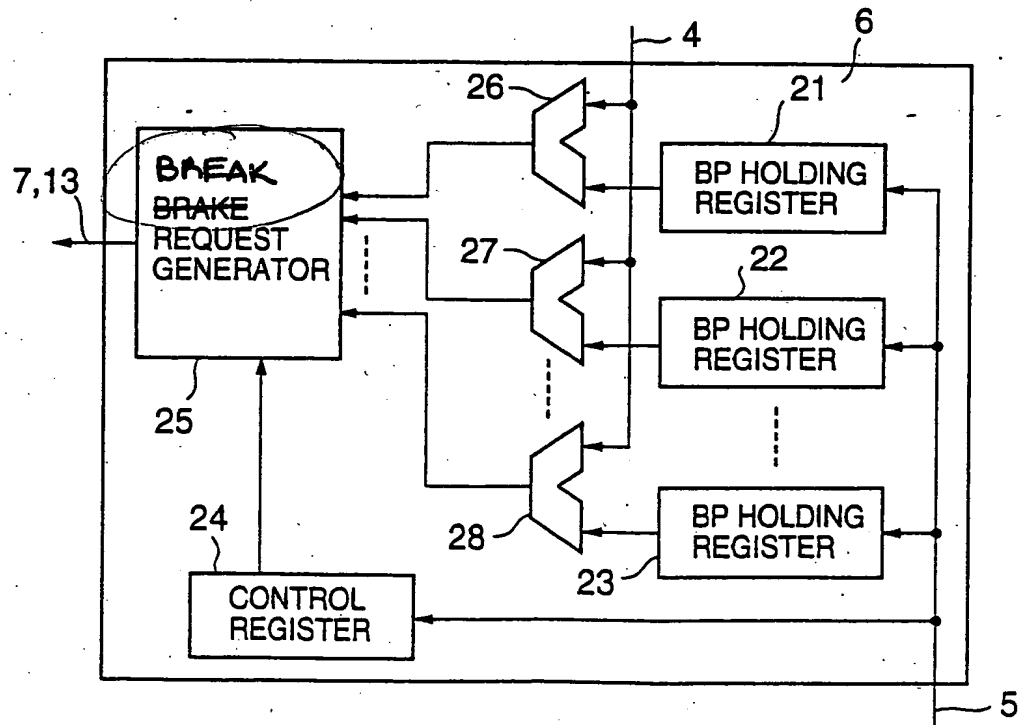 4
6
26
21
BREAK
BRAKE
REQUEST
GENERATOR
7,13
BP HOLDING
REGISTER
27
22
BP HOLDING
REGISTER
25
24
28
BP HOLDING
REGISTER
23
CONTROL
REGISTER
5